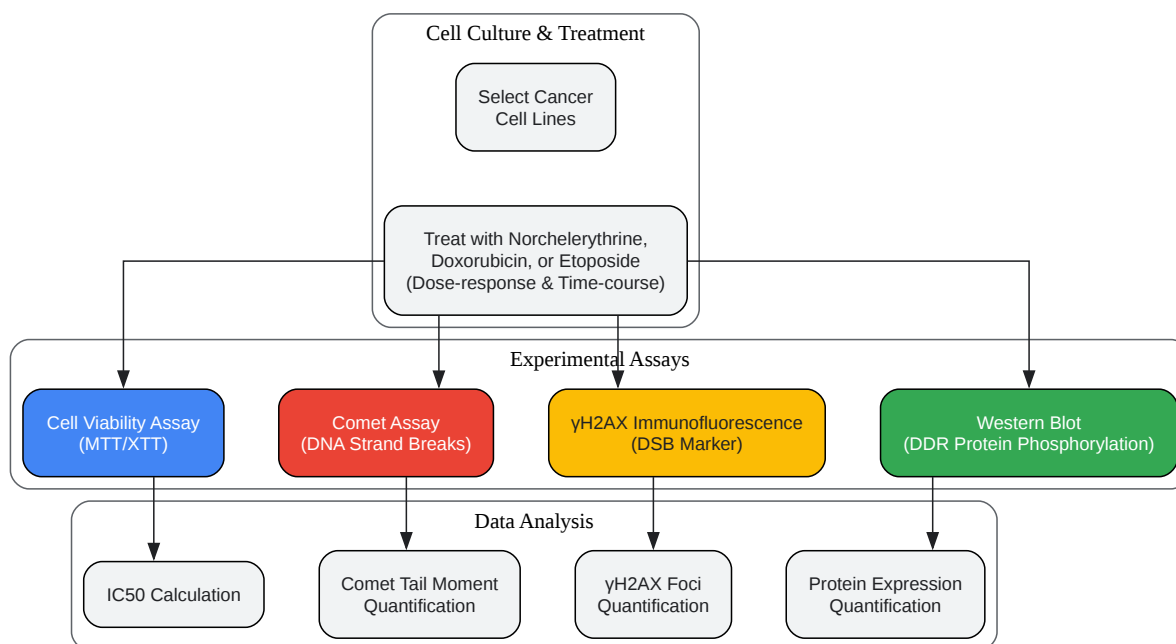 Cell Culture & Treatment
Select Cancer
Cell Lines
Treat with Norchelerythrine,
Doxorubicin, or Etoposide
(Dose-response & Time-course)
Experimental Assays
Cell Viability Assay
(MTT/XTT)
Comet Assay
(DNA Strand Breaks)
γH2AX Immunofluorescence
(DSB Marker)
Western Blot
(DDR Protein Phosphorylation)
Data Analysis
IC50 Calculation
Comet Tail Moment
Quantification
γH2AX Foci
Quantification
Protein Expression
Quantification